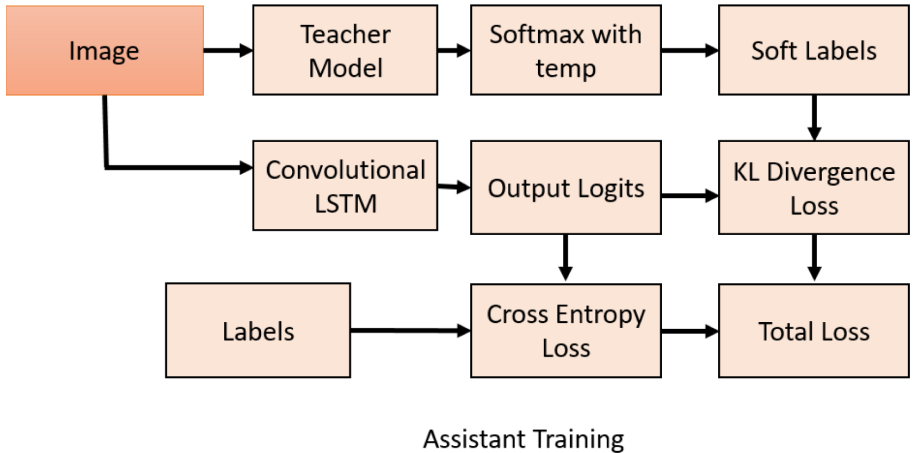 Image
Teacher
Model
Softmax with
temp
Soft Labels
Convolutional
LSTM
Output Logits
KL Divergence
Loss
Labels
Cross Entropy
Loss
Total Loss
Assistant Training